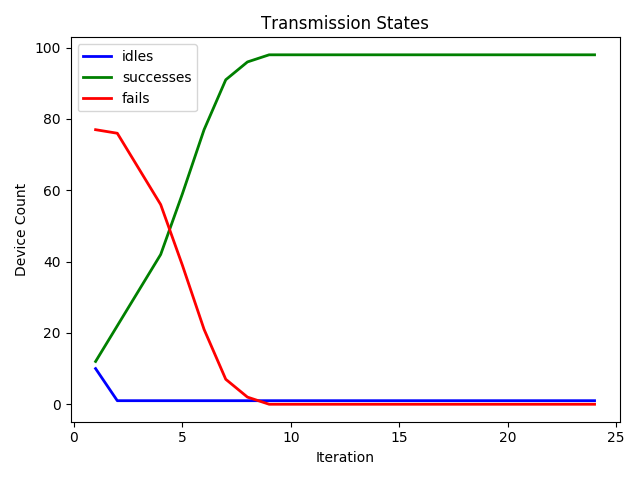 Transmission States
idles
successes
fails
Device Count
100
80
60
40
20
0
0 5 10 15 20 25
Iteration